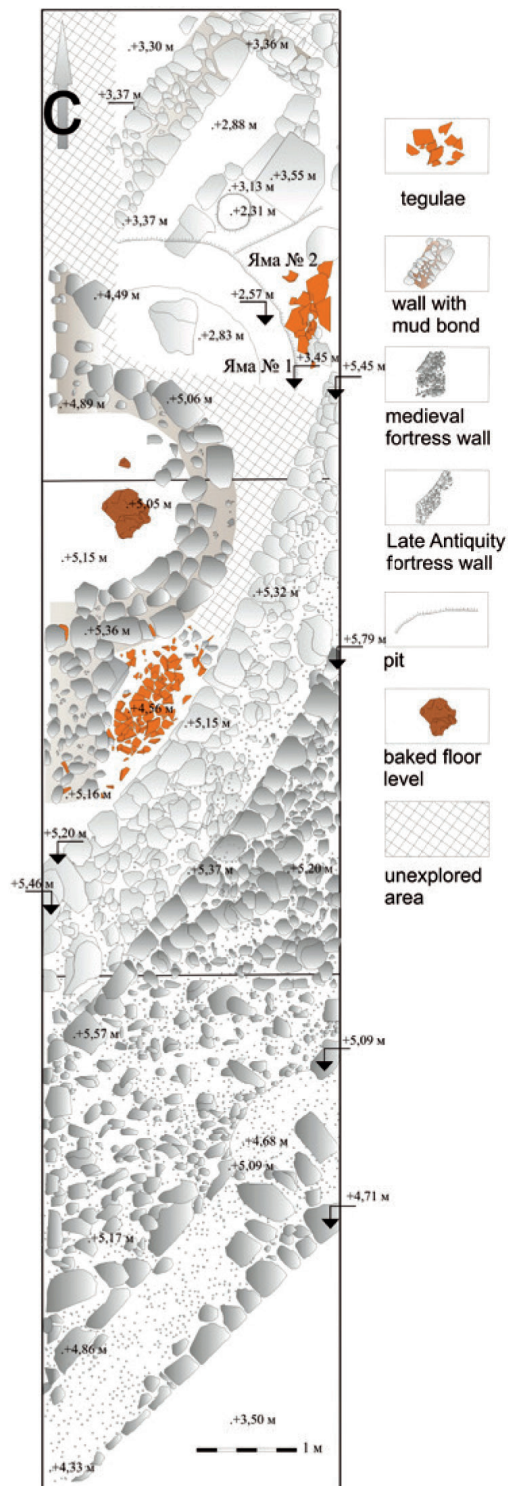 .+3,30 м
.+3,36 м
+3,37 м
С
.+2,88 м
.+3,55 м
.+3,13 м
.+2,31 м
.+3,37 м
Яма № 2
.+4,49 м
+2,57 м
.+2,83 м
Яма № 1
+3,45 м
+5,45 м
.+5,06 м
.+4,89 м
.+5,05 м
.+5,15 м
.+5,32 м
.+5,36 м
+5,79 м
.+4,56 м
.+5,15 м
.+5,16 м
+5,20 м
.+5,37 м
.+5,20 м
+5,46 м
.+5,57 м
+5,09 м
.+4,68 м
.+5,09 м
+4,71 м
.+5,17 м
.+4,86 м
.+3,50 м
1 м
.+4,33 м
tegulae
wall with
mud bond
medieval
fortress wall
Late Antiquity
fortress wall
pit
baked floor
level
unexplored
area